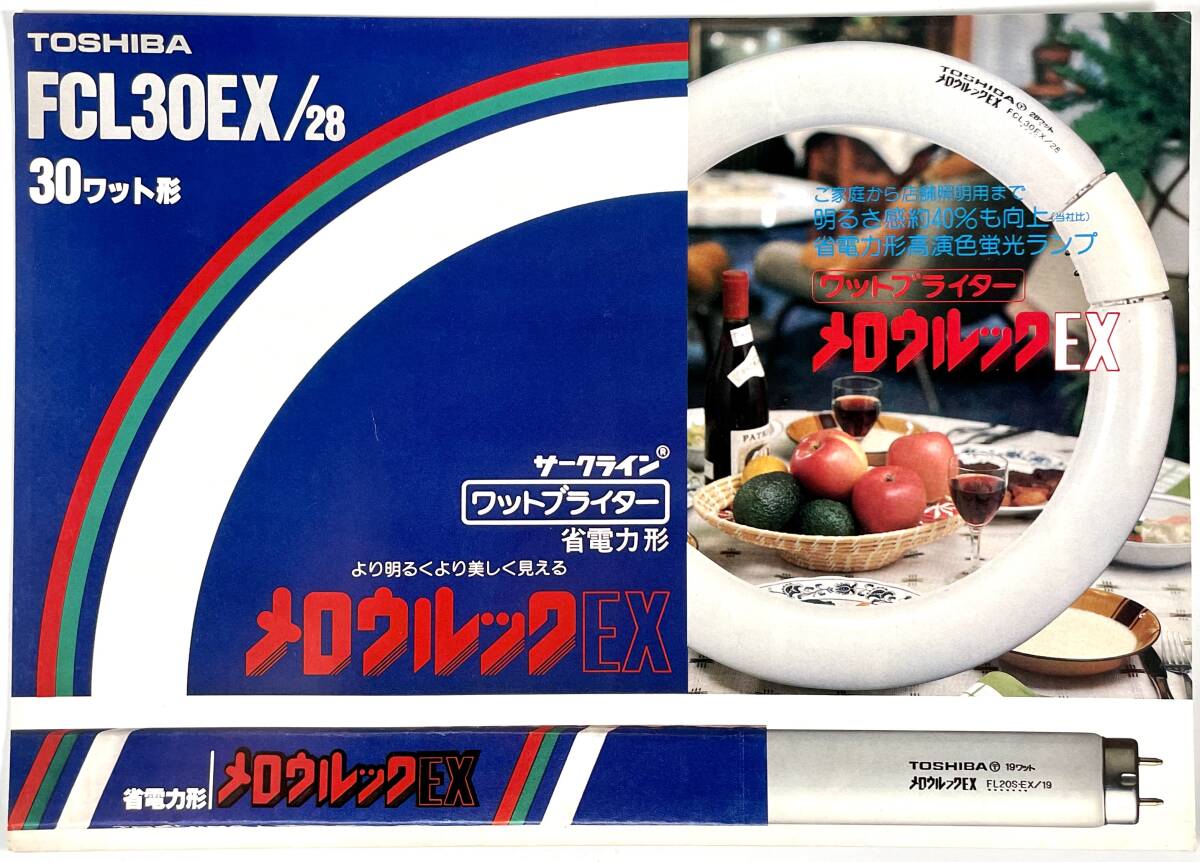 TOSHIBA
FCL30EX/28
30ワット形
サークライン®
ワットブライター
省電力形
より明るくより美しく見える
メロウルックEX
TOSHIBA Ⓣ 28ワット
メロウルックEX FCL30EX/28
ご家庭から店舗照明用まで
明るさ感約40%も向上(当社比)
省電力形高演色蛍光ランプ
ワットブライター
メロウルックEX
省電力形 メロウルックEX
TOSHIBA Ⓣ 19ワット
メロウルックEX FL20S·EX/19